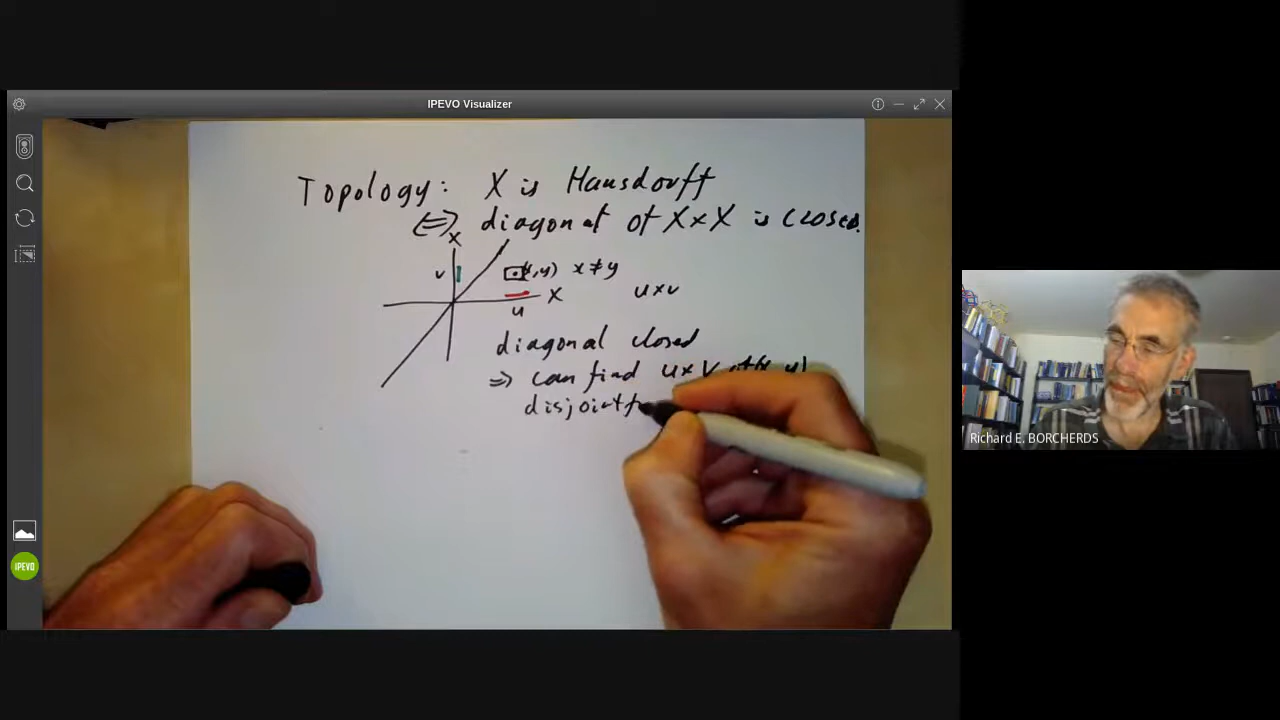 IPEVO Visualizer
Topology: X is Hausdorff
⇔ diagonal of X×X is closed.
X
v (x,y) x≠y
X u×v
u
diagonal closed
⇒ can find u×V
disjoint
IPEVO
Richard E. BORCHERDS